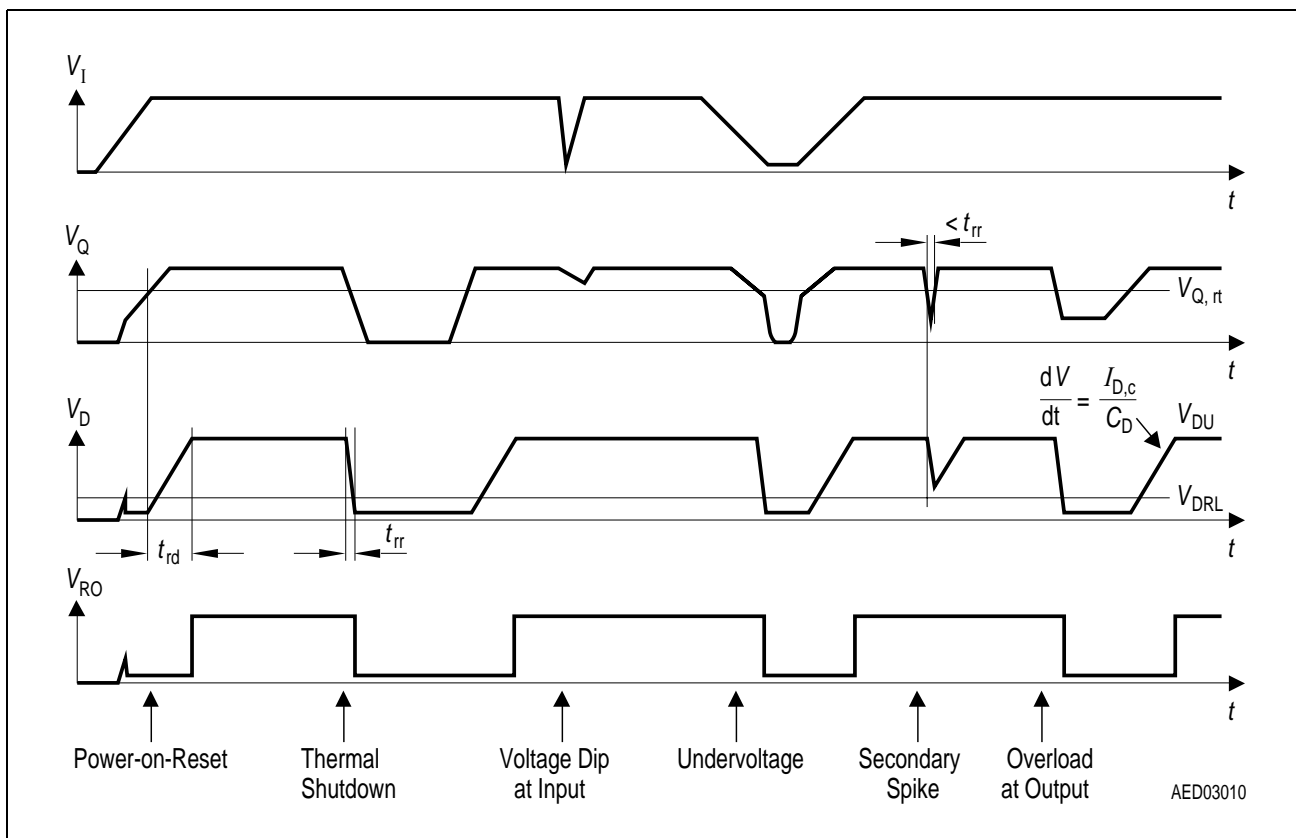 V_I
t
V_Q
< t_rr
V_Q, rt
t
V_D
dV/dt = I_D,c/C_D
V_DU
V_DRL
t_rd
t_rr
t
V_RO
t
Power-on-Reset
Thermal
Shutdown
Voltage Dip
at Input
Undervoltage
Secondary
Spike
Overload
at Output
AED03010